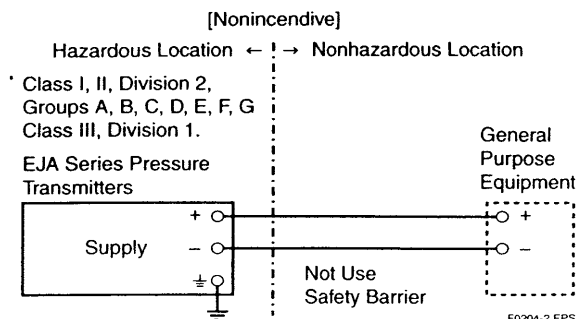 [Nonincendive]
Hazardous Location ← → Nonhazardous Location
Class I, II, Division 2,
Groups A, B, C, D, E, F, G
Class III, Division 1.
EJA Series Pressure
Transmitters
General
Purpose
Equipment
+ +
Supply – –
Not Use
Safety Barrier
F0204-2.EPS